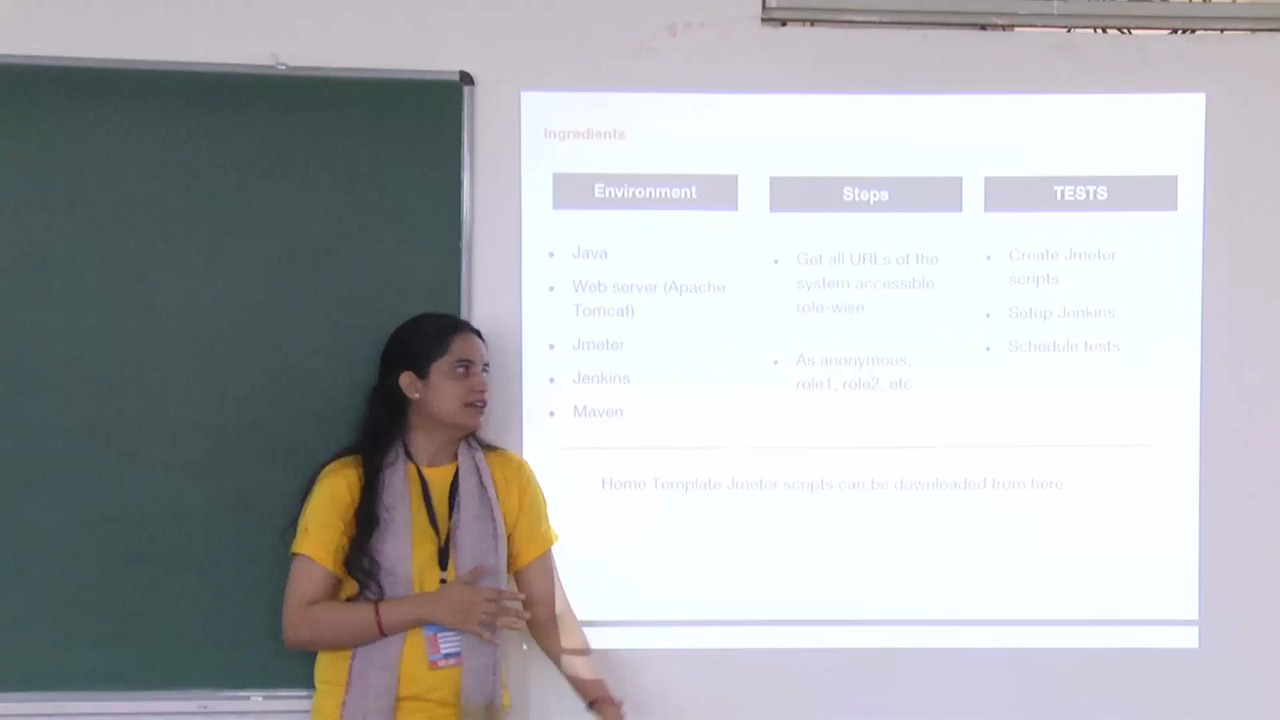 Ingredients
Environment
Java
Web server (Apache
Tomcat)
Jmeter
Jenkins
Maven
Steps
Get all URLs of the
system accessible
role-wise
As anonymous,
role1, role2, etc
TESTS
Create Jmeter
scripts
Setup Jenkins
Schedule tests
Home Template Jmeter scripts can be downloaded from here